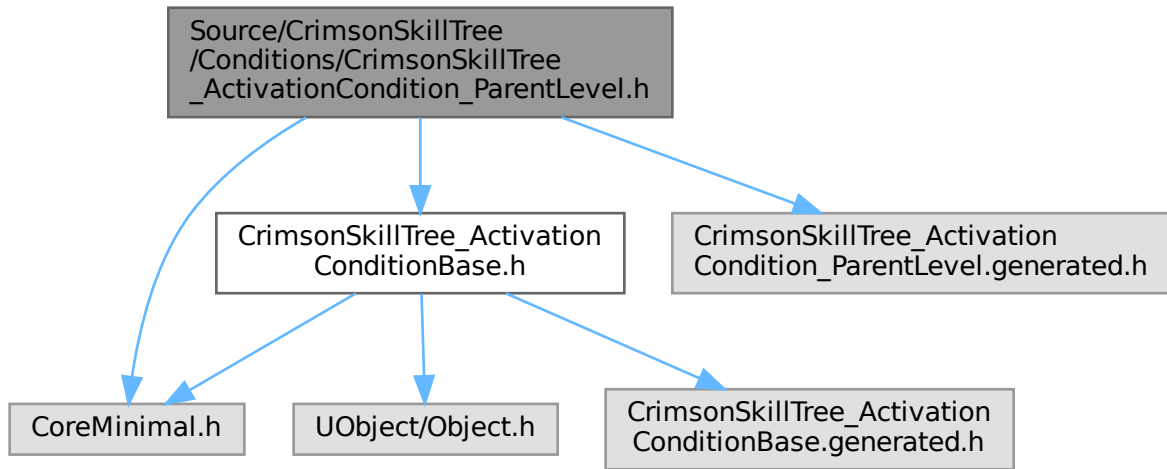 Source/CrimsonSkillTree
/Conditions/CrimsonSkillTree
_ActivationCondition_ParentLevel.h
CrimsonSkillTree_Activation
ConditionBase.h
CrimsonSkillTree_Activation
Condition_ParentLevel.generated.h
CoreMinimal.h
UObject/Object.h
CrimsonSkillTree_Activation
ConditionBase.generated.h